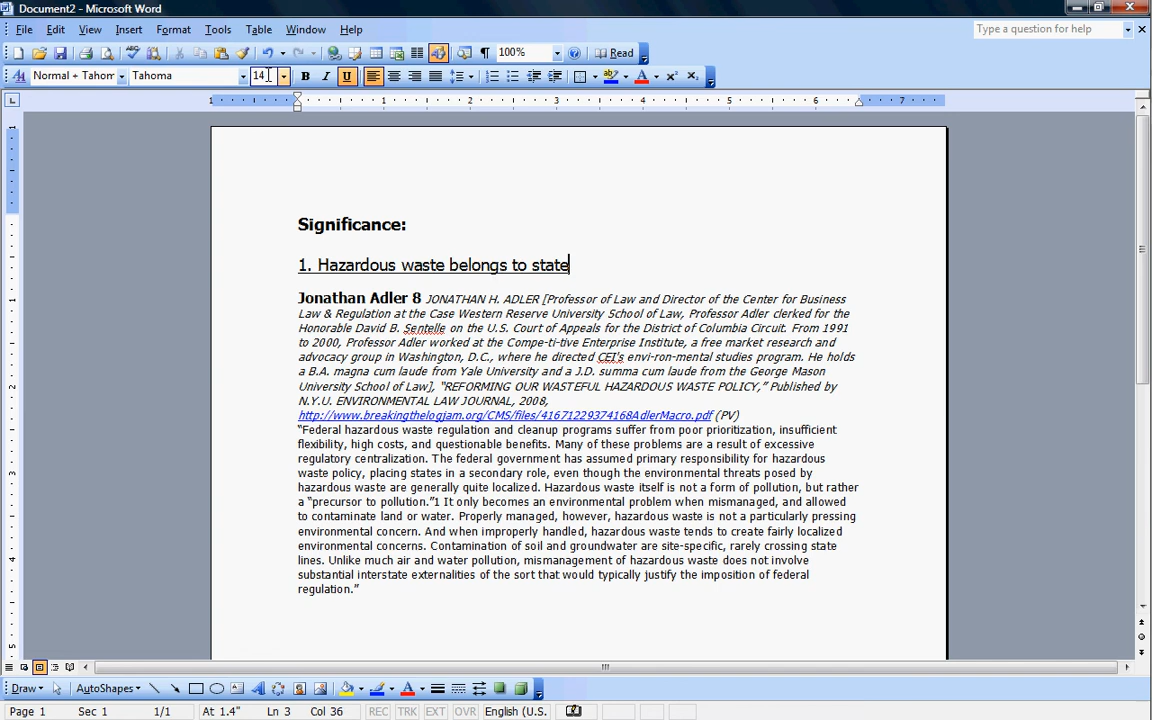 Document2 - Microsoft Word
File Edit View Insert Format Tools Table Window Help
Type a question for help
100%
Read
Normal + Tahom
Tahoma
14
B I U
1 1 2 3 4 5 6 7
Significance:
1. Hazardous waste belongs to state
Jonathan Adler 8 JONATHAN H. ADLER [Professor of Law and Director of the Center for Business
Law & Regulation at the Case Western Reserve University School of Law, Professor Adler clerked for the
Honorable David B. Sentelle on the U.S. Court of Appeals for the District of Columbia Circuit. From 1991
to 2000, Professor Adler worked at the Compe-ti-tive Enterprise Institute, a free market research and
advocacy group in Washington, D.C., where he directed CEI's envi-ron-mental studies program. He holds
a B.A. magna cum laude from Yale University and a J.D. summa cum laude from the George Mason
University School of Law], “REFORMING OUR WASTEFUL HAZARDOUS WASTE POLICY,” Published by
N.Y.U. ENVIRONMENTAL LAW JOURNAL, 2008,
http://www.breakingthelogjam.org/CMS/files/41671229374168AdlerMacro.pdf (PV)
“Federal hazardous waste regulation and cleanup programs suffer from poor prioritization, insufficient
flexibility, high costs, and questionable benefits. Many of these problems are a result of excessive
regulatory centralization. The federal government has assumed primary responsibility for hazardous
waste policy, placing states in a secondary role, even though the environmental threats posed by
hazardous waste are generally quite localized. Hazardous waste itself is not a form of pollution, but rather
a “precursor to pollution.”1 It only becomes an environmental problem when mismanaged, and allowed
to contaminate land or water. Properly managed, however, hazardous waste is not a particularly pressing
environmental concern. And when improperly handled, hazardous waste tends to create fairly localized
environmental concerns. Contamination of soil and groundwater are site-specific, rarely crossing state
lines. Unlike much air and water pollution, mismanagement of hazardous waste does not involve
substantial interstate externalities of the sort that would typically justify the imposition of federal
regulation.”
Draw AutoShapes
Page 1 Sec 1 1/1 At 1.4" Ln 3 Col 36 REC TRK EXT OVR English (U.S.